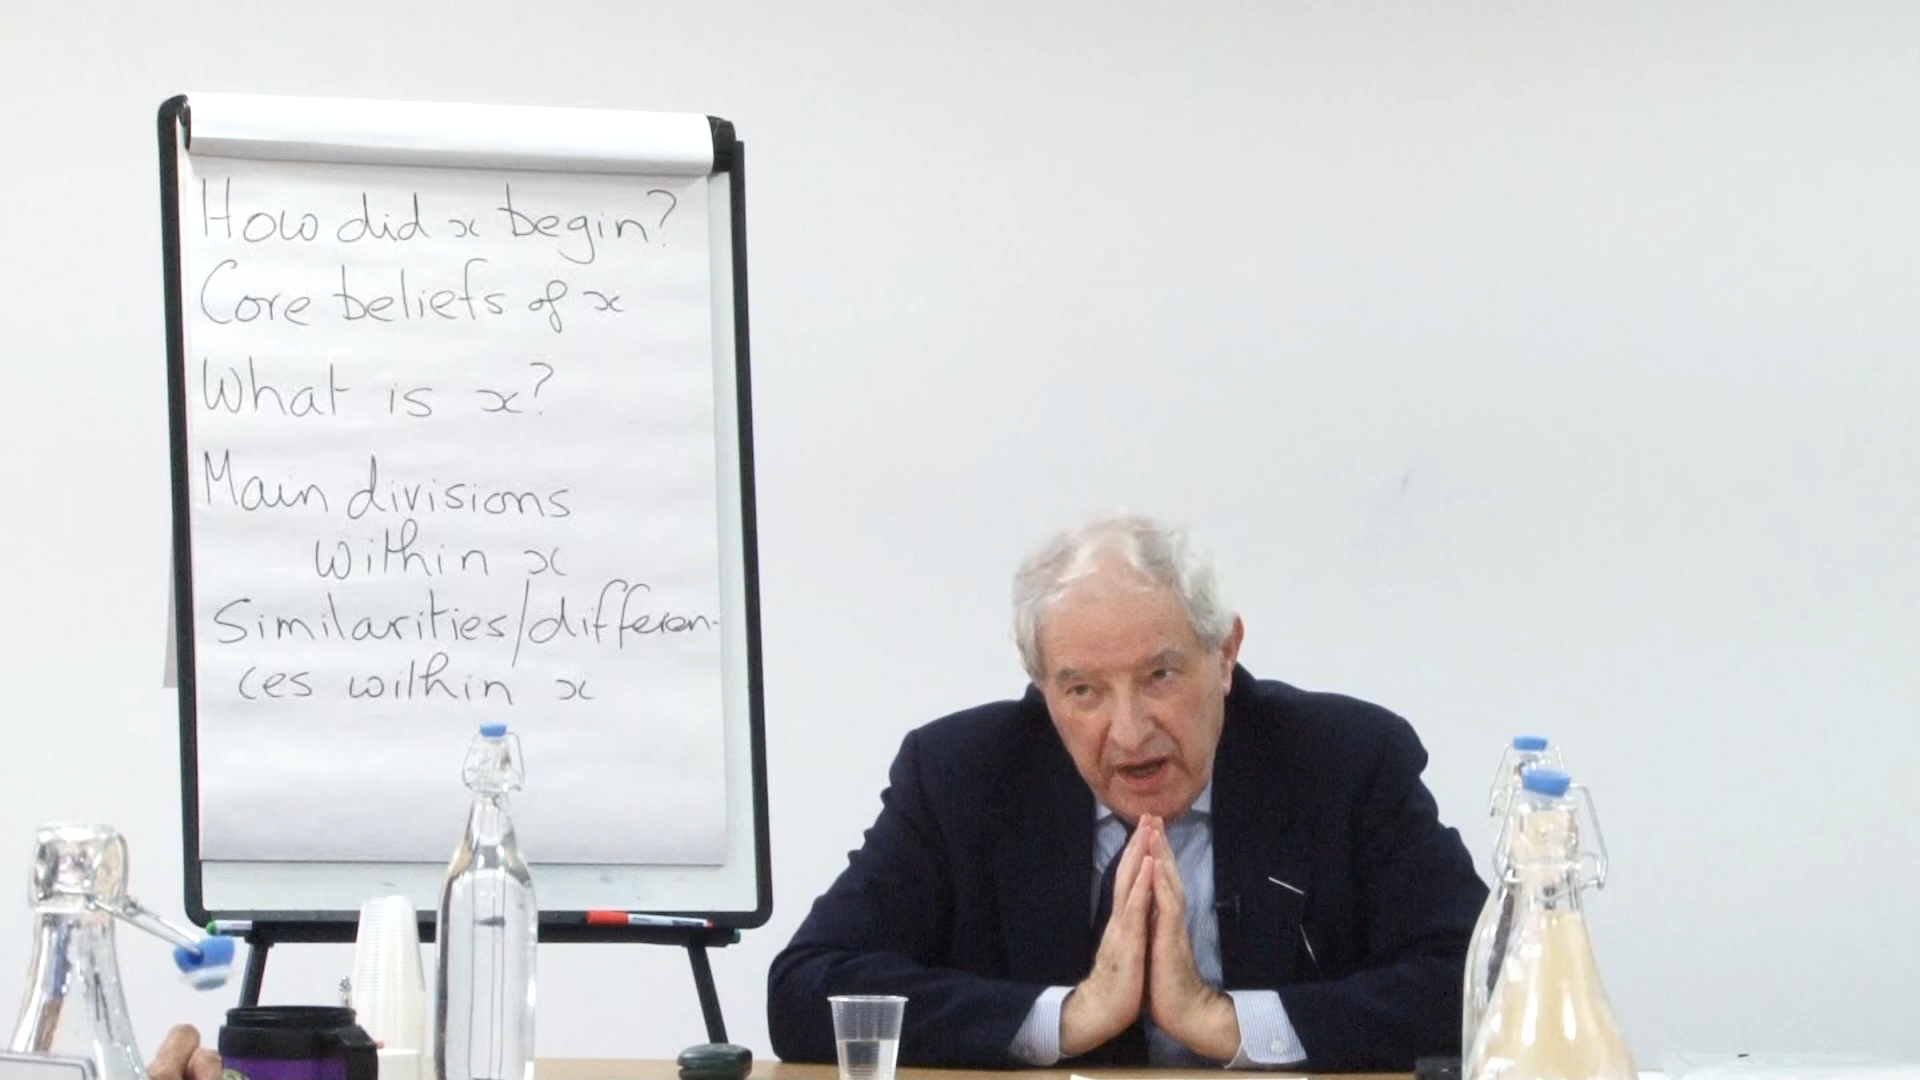 How did x begin?
Core beliefs of x
What is x?
Main divisions
within x
Similarities/differen-
ces within x